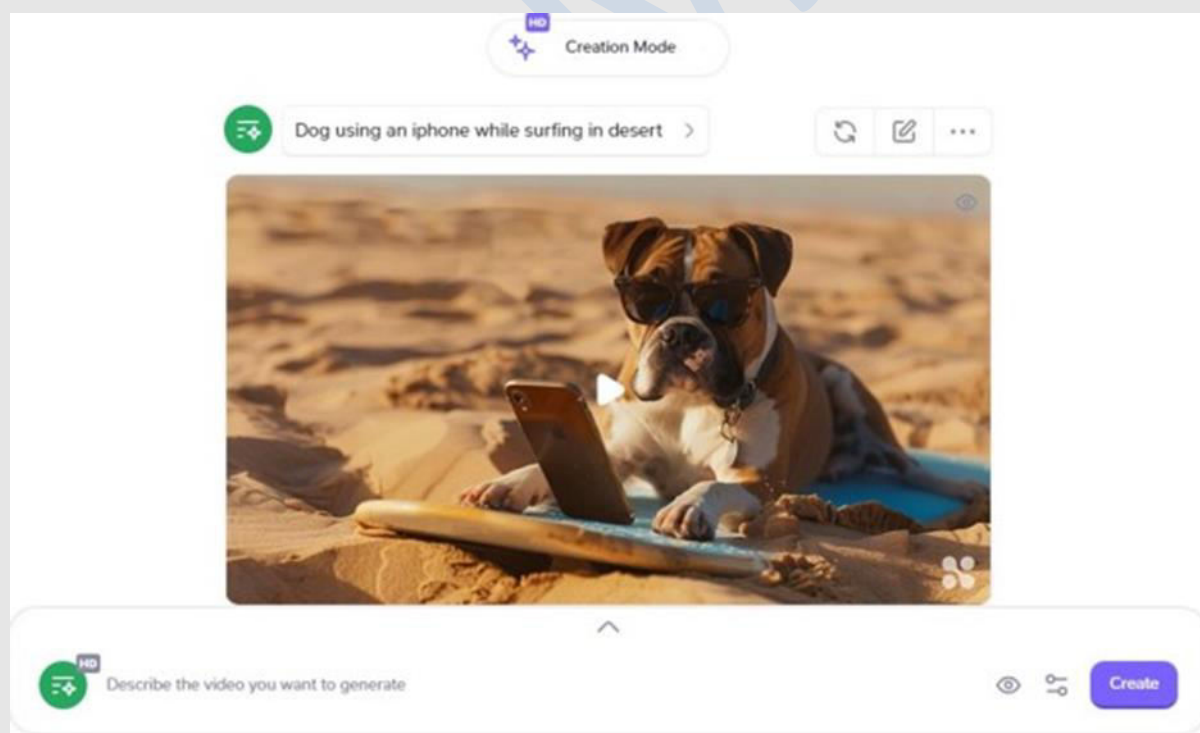 HD
Creation Mode
Dog using an iphone while surfing in desert
HD
Describe the video you want to generate
Create